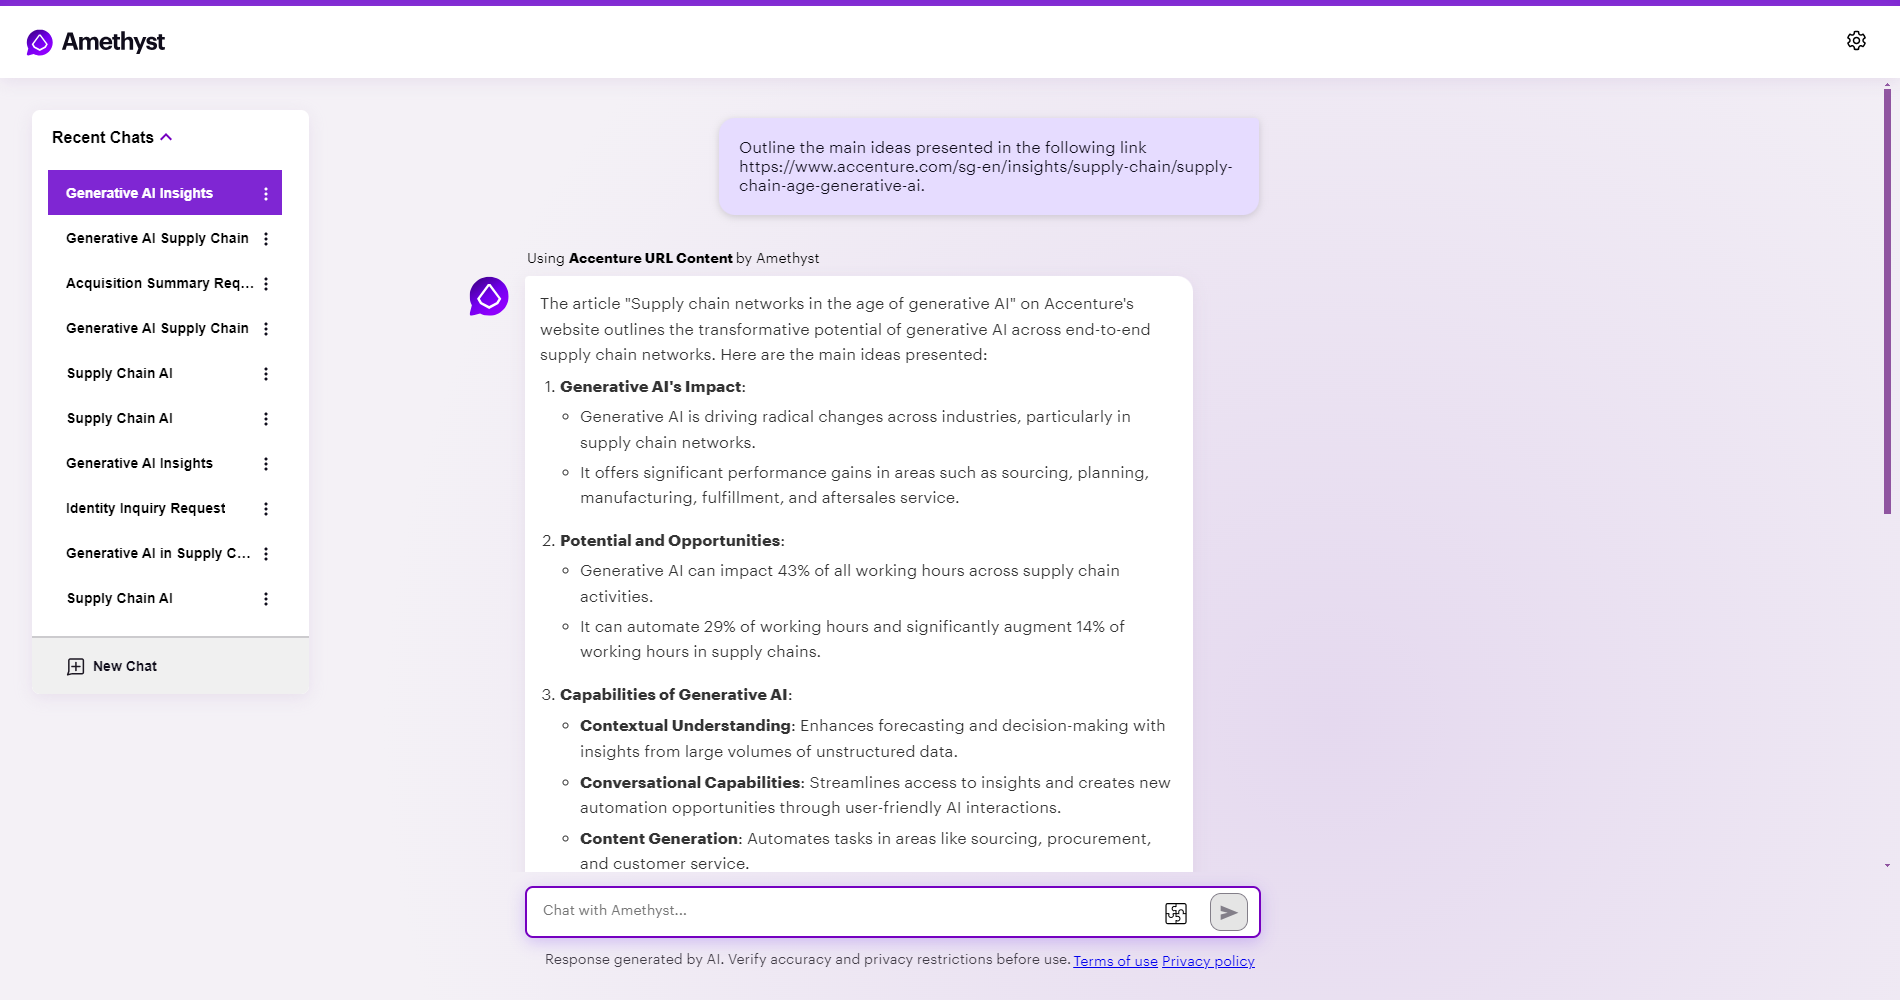 Amethyst
Recent Chats
Generative AI Insights
Generative AI Supply Chain
Acquisition Summary Req...
Generative AI Supply Chain
Supply Chain AI
Supply Chain AI
Generative AI Insights
Identity Inquiry Request
Generative AI in Supply C...
Supply Chain AI
New Chat
Outline the main ideas presented in the following link
https://www.accenture.com/sg-en/insights/supply-chain/supply-
chain-age-generative-ai.
Using Accenture URL Content by Amethyst
The article "Supply chain networks in the age of generative AI" on Accenture's
website outlines the transformative potential of generative AI across end-to-end
supply chain networks. Here are the main ideas presented:
1. Generative AI's Impact:
◦ Generative AI is driving radical changes across industries, particularly in
supply chain networks.
◦ It offers significant performance gains in areas such as sourcing, planning,
manufacturing, fulfillment, and aftersales service.
2. Potential and Opportunities:
◦ Generative AI can impact 43% of all working hours across supply chain
activities.
◦ It can automate 29% of working hours and significantly augment 14% of
working hours in supply chains.
3. Capabilities of Generative AI:
◦ Contextual Understanding: Enhances forecasting and decision-making with
insights from large volumes of unstructured data.
◦ Conversational Capabilities: Streamlines access to insights and creates new
automation opportunities through user-friendly AI interactions.
◦ Content Generation: Automates tasks in areas like sourcing, procurement,
and customer service.
Chat with Amethyst...
Response generated by AI. Verify accuracy and privacy restrictions before use. Terms of use Privacy policy